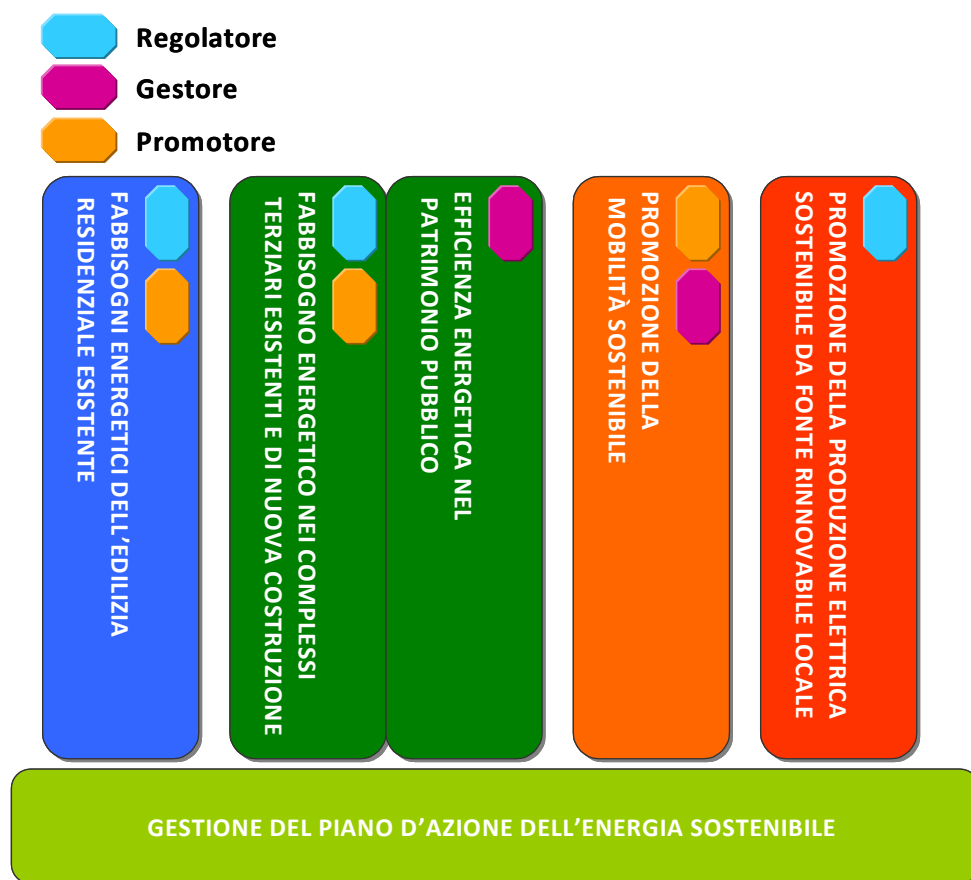 Regolatore
Gestore
Promotore
FABBISOGNI ENERGETICI DELL'EDILIZIA
RESIDENZIALE ESISTENTE
FABBISOGNO ENERGETICO NEI COMPLESSI
TERZIARI ESISTENTI E DI NUOVA COSTRUZIONE
EFFICIENZA ENERGETICA NEL
PATRIMONIO PUBBLICO
PROMOZIONE DELLA
MOBILITÀ SOSTENIBILE
PROMOZIONE DELLA PRODUZIONE ELETTRICA
SOSTENIBILE DA FONTE RINNOVABILE LOCALE
GESTIONE DEL PIANO D'AZIONE DELL'ENERGIA SOSTENIBILE